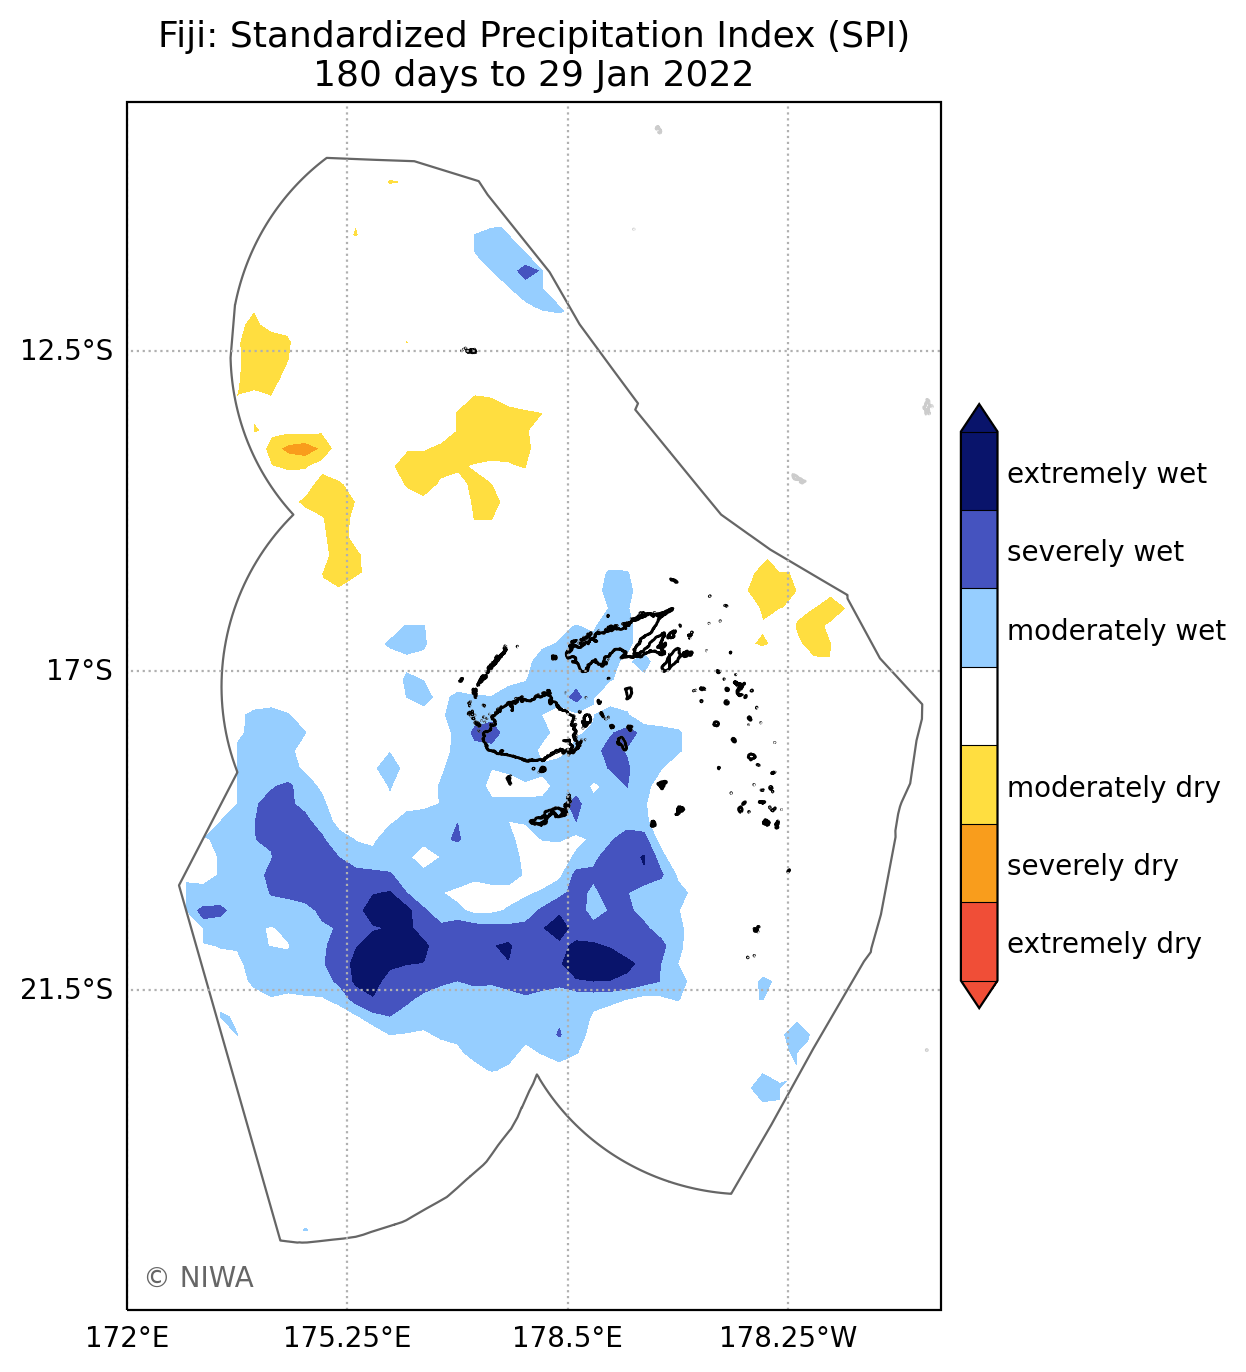 Fiji: Standardized Precipitation Index (SPI)
180 days to 29 Jan 2022
12.5°S
17°S
21.5°S
172°E
175.25°E
178.5°E
178.25°W
extremely wet
severely wet
moderately wet
moderately dry
severely dry
extremely dry
© NIWA